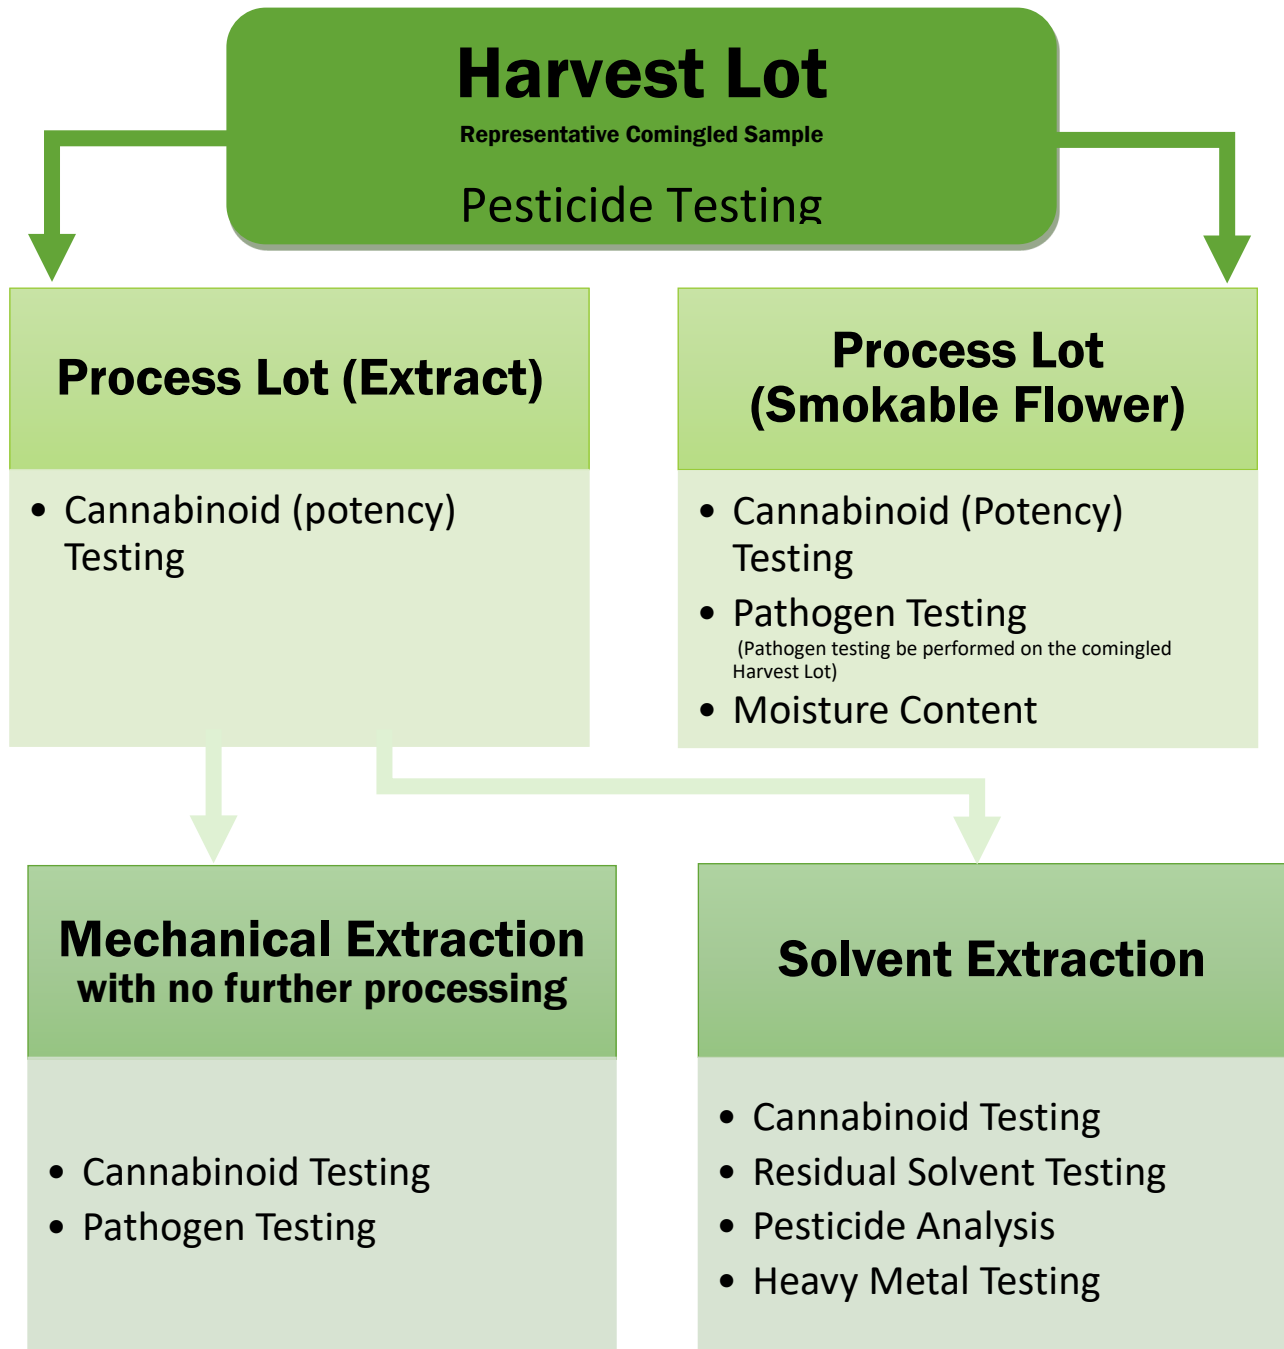 Harvest Lot
Representative Comingled Sample
Pesticide Testing
Process Lot (Extract)
• Cannabinoid (potency)
Testing
Process Lot
(Smokable Flower)
• Cannabinoid (Potency)
Testing
• Pathogen Testing
(Pathogen testing be performed on the comingled
Harvest Lot)
• Moisture Content
Mechanical Extraction
with no further processing
• Cannabinoid Testing
• Pathogen Testing
Solvent Extraction
• Cannabinoid Testing
• Residual Solvent Testing
• Pesticide Analysis
• Heavy Metal Testing